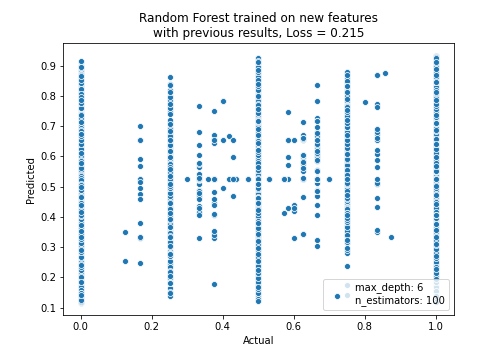 Random Forest trained on new features
with previous results, Loss = 0.215
Predicted
0.9
0.8
0.7
0.6
0.5
0.4
0.3
0.2
0.1
max_depth: 6
n_estimators: 100
0.0 0.2 0.4 0.6 0.8 1.0
Actual